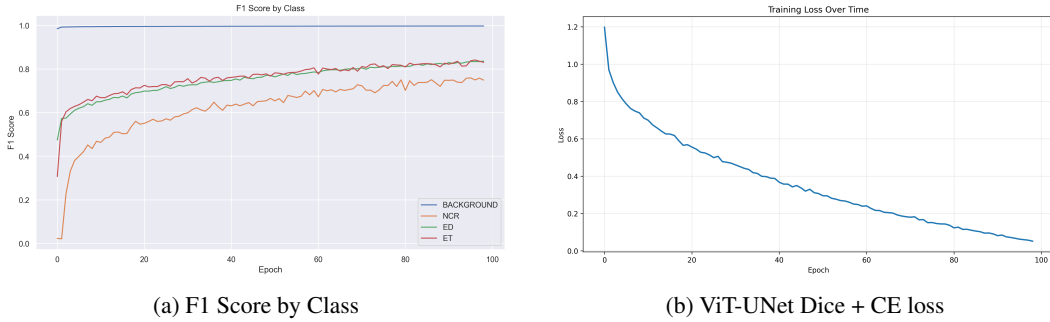 F1 Score by Class
1.0
0.8
0.6
0.4
0.2
0.0
F1 Score
0
20
40
60
80
100
Epoch
BACKGROUND
NCR
ED
ET
(a) F1 Score by Class
Training Loss Over Time
1.2
1.0
0.8
0.6
0.4
0.2
0.0
Loss
0
20
40
60
80
100
Epoch
(b) ViT-UNet Dice + CE loss